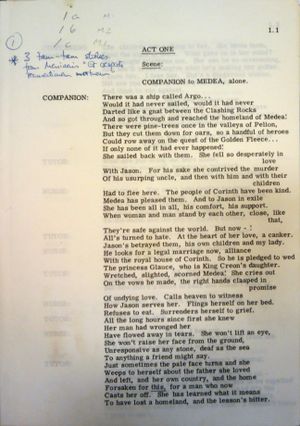 1a M1
1b M2
1c
1
* 3 tam-tam strokes
1.1
ACT ONE
Scene:
COMPANION to MEDEA, alone.
COMPANION: There was a ship called Argo...
Would it had never sailed, would it had never
Darted like a gnat between the Clashing Rocks
And so got through and reached the homeland of Medea!
There were pine-trees once in the valleys of Pelion,
But they cut them down for oars, so a handful of heroes
Could row away on the quest of the Golden Fleece...
If only none of it had ever happened!
She sailed back with them. She fell so desperately in
love
With Jason. For his sake she contrived the murder
Of his usurping uncle, and then with him and with their
children
Had to flee here. The people of Corinth have been kind.
Medea has pleased them. And to Jason in exile
She has been all in all, his comfort, his support.
When woman and man stand by each other, close, like
that,
They're safe against the world. But now - !
All's turned to hate. At the heart of her love, a canker.
Jason's betrayed them, his own children and my lady.
He looks for a legal marriage now, alliance
With the royal house of Corinth. So he is pledged to wed
The princess Glauce, who is King Creon's daughter.
Wretched, slighted, scorned Medea! She cries out
On the vows he made, the right hands clasped in
promise
Of undying love. Calls heaven to witness
How Jason serves her. Flings herself on her bed.
Refuses to eat. Surrenders herself to grief.
All the long hours since first she knew
Her man had wronged her
Have flowed away in tears. She won't lift an eye,
She won't raise her face from the ground,
Unresponsive as any stone, deaf as the sea
To anything a friend might say.
Just sometimes the pale face turns and she
Weeps to herself about the father she loved
And left, and her own country, and the home
Forsaken for this, for a man who now
Casts her off. She has learned what it means
To have lost a homeland, and the lesson's bitter.